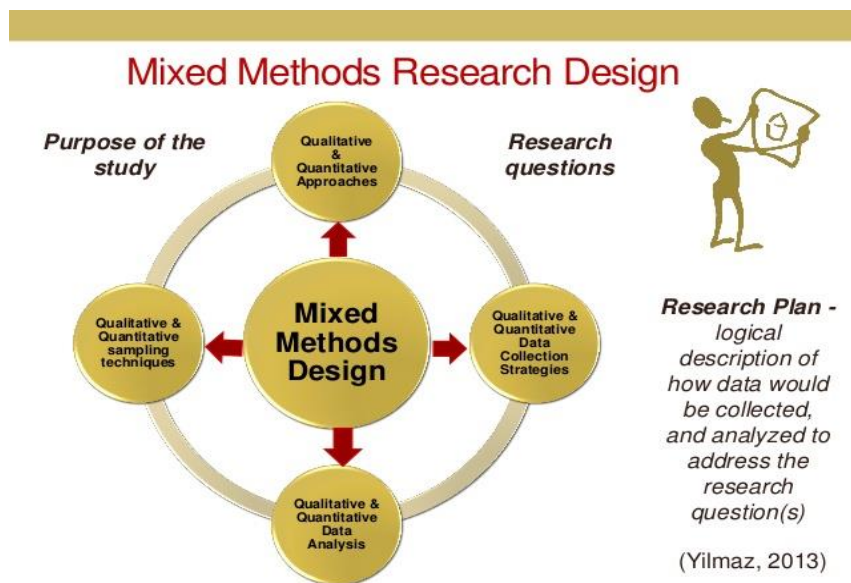 Mixed Methods Research Design
Purpose of the
study
Research
questions
Qualitative
&
Quantitative
Approaches
Qualitative &
Quantitative
sampling
techniques
Mixed
Methods
Design
Qualitative &
Quantitative
Data
Collection
Strategies
Qualitative &
Quantitative
Data
Analysis
Research Plan -
logical
description of
how data would
be collected,
and analyzed to
address the
research
question(s)
(Yilmaz, 2013)